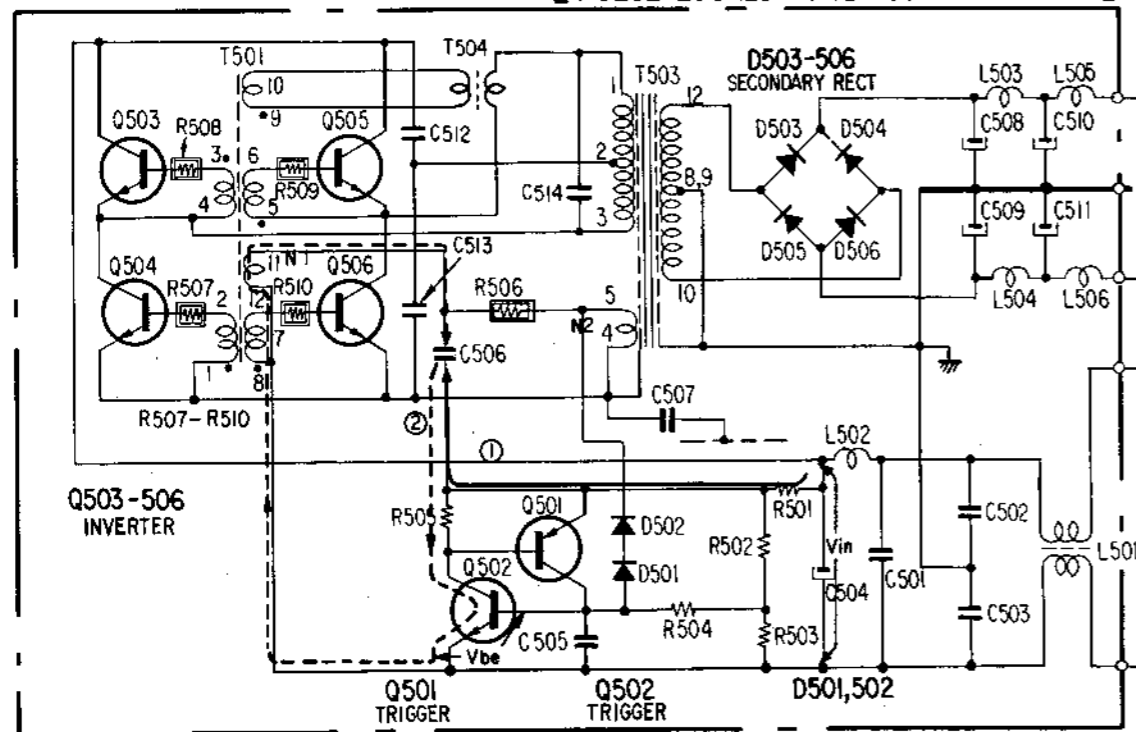 T501
T504
D503-506
SECONDARY RECT
L503
L505
10
9
T503
12
1
Q503
R508
Q505
C512
D503
D504
C508
C510
3
6
2
R509
8,9
C514
4
5
3
C509
C511
D505
D506
C513
11
N1
Q504
R507
Q506
R506
5
10
L504
L506
2
12
R510
N2
4
7
C506
1
8
C507
R507-R510
②
①
L502
Q503-506
INVERTER
R505
Q501
R501
D502
R502
Vin
C502
L501
Q502
D501
C501
C504
C505
R504
R503
C503
Vbe
Q501
TRIGGER
Q502
TRIGGER
D501,502